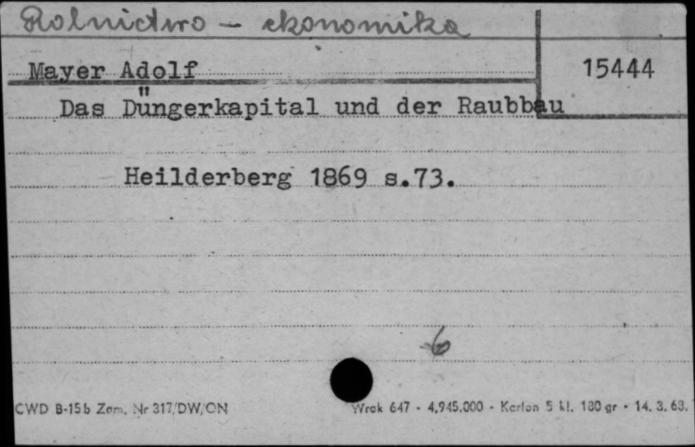 Rolnictwo - ekonomika
Mayer Adolf 15444
Das Düngerkapital und der Raubbau
Heilderberg 1869 s.73.
6
CWD B-15b Zam. Nr 317/DW/ON Wrak 647 - 4.945.000 - Karton 5 kl. 180 gr - 14. 3. 63.